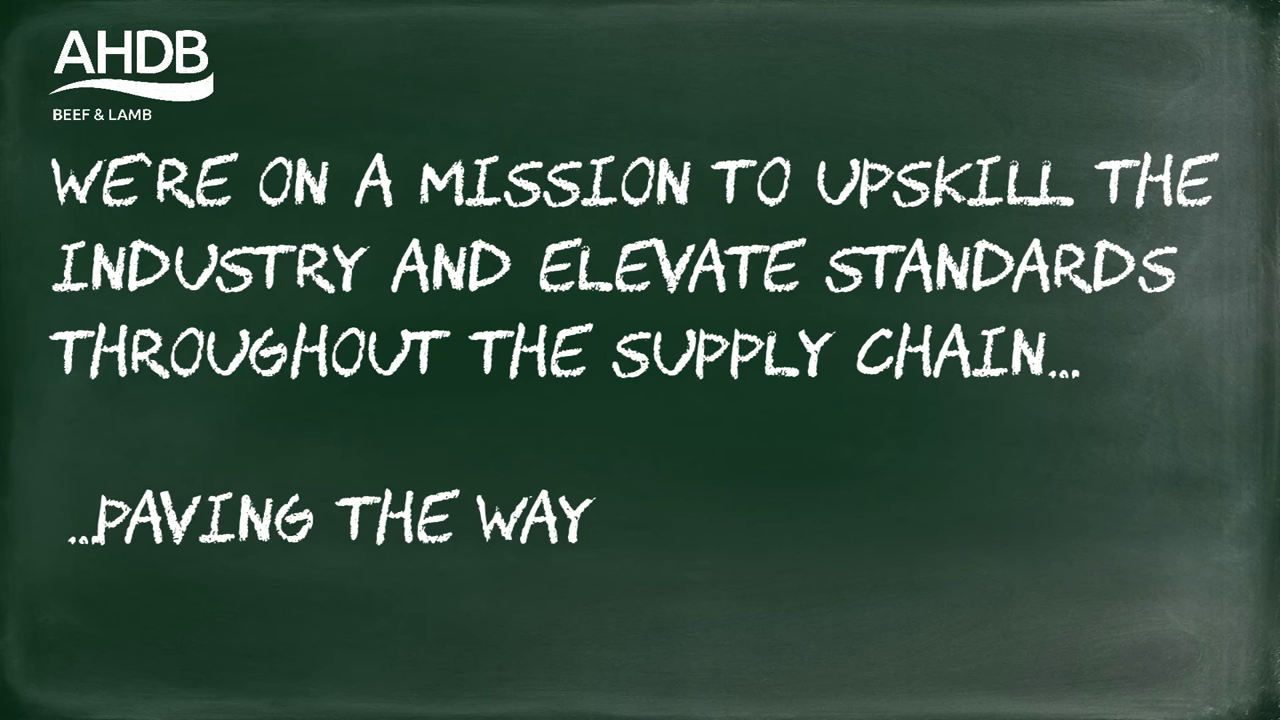 AHDB
BEEF & LAMB
WE'RE ON A MISSION TO UPSKILL THE
INDUSTRY AND ELEVATE STANDARDS
THROUGHOUT THE SUPPLY CHAIN...
...PAVING THE WAY